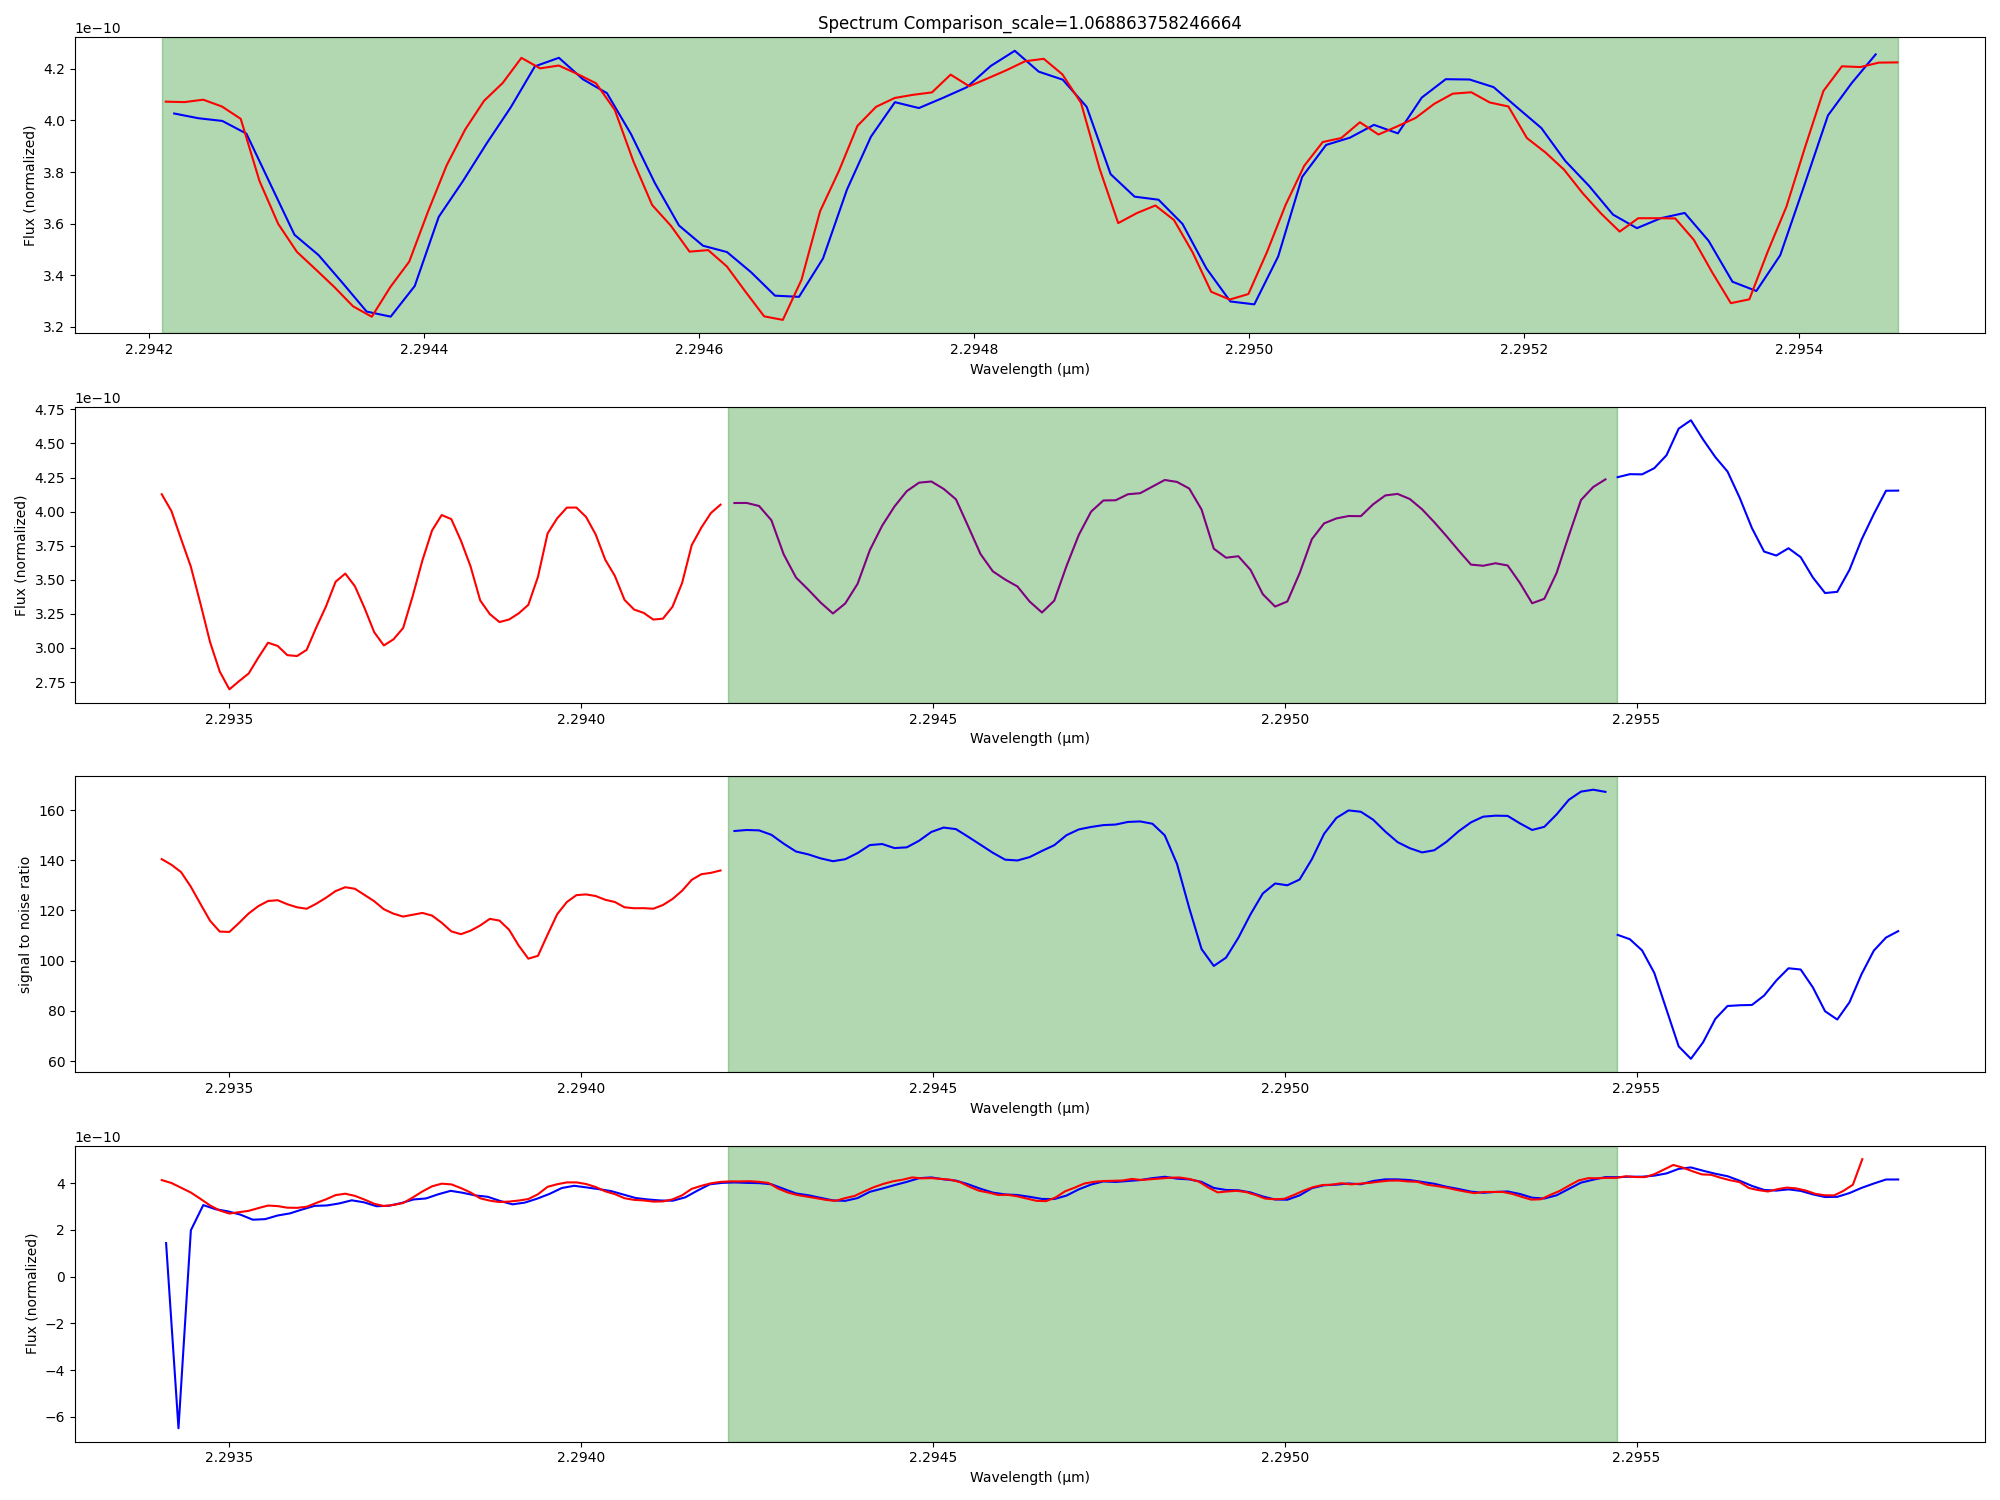 Spectrum Comparison_scale=1.068863758246664
1e−10
4.2
4.0
3.8
3.6
3.4
3.2
Flux (normalized)
2.2942 2.2944 2.2946 2.2948 2.2950 2.2952 2.2954
Wavelength (μm)
1e−10
4.75
4.50
4.25
4.00
3.75
3.50
3.25
3.00
2.75
Flux (normalized)
2.2935 2.2940 2.2945 2.2950 2.2955
Wavelength (μm)
160
140
120
100
80
60
signal to noise ratio
2.2935 2.2940 2.2945 2.2950 2.2955
Wavelength (μm)
1e−10
4
2
0
−2
−4
−6
Flux (normalized)
2.2935 2.2940 2.2945 2.2950 2.2955
Wavelength (μm)